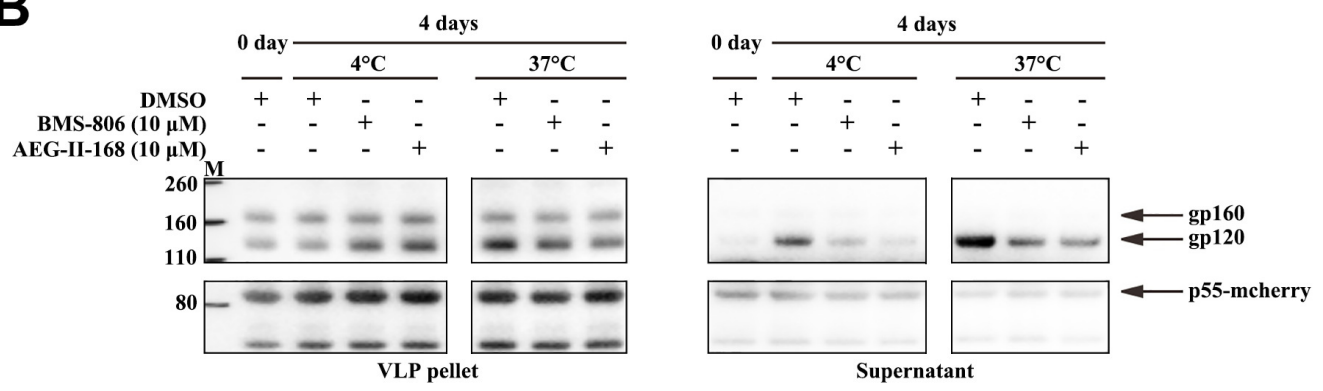 B
4 days 4 days
0 day 0 day
4°C 37°C 4°C 37°C
DMSO + + - - + - - + + - - + - -
BMS-806 (10 µM) - - + - - + - - - + - - + -
AEG-II-168 (10 µM) - - - + - - + - - - + - - +
M
260
160 gp160
110 gp120
80 p55-mcherry
VLP pellet Supernatant